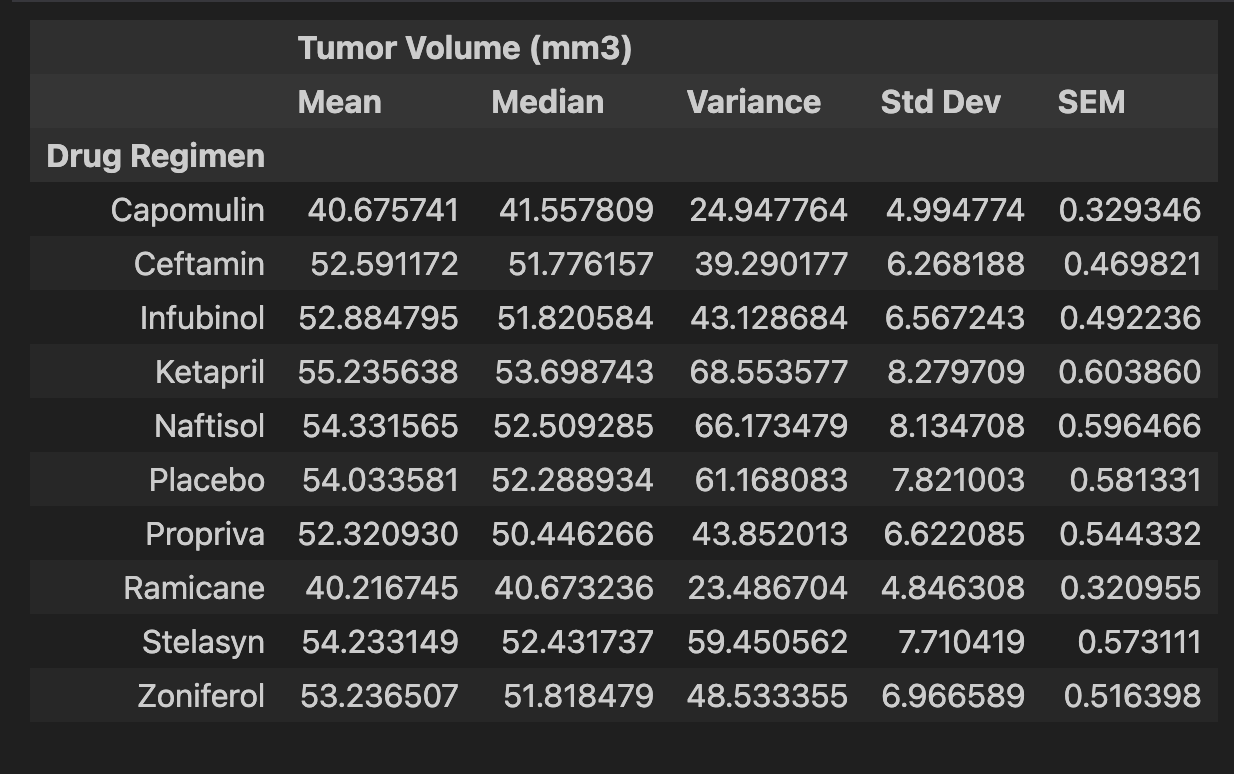 Tumor Volume (mm3)
Mean Median Variance Std Dev SEM
Drug Regimen
Capomulin 40.675741 41.557809 24.947764 4.994774 0.329346
Ceftamin 52.591172 51.776157 39.290177 6.268188 0.469821
Infubinol 52.884795 51.820584 43.128684 6.567243 0.492236
Ketapril 55.235638 53.698743 68.553577 8.279709 0.603860
Naftisol 54.331565 52.509285 66.173479 8.134708 0.596466
Placebo 54.033581 52.288934 61.168083 7.821003 0.581331
Propriva 52.320930 50.446266 43.852013 6.622085 0.544332
Ramicane 40.216745 40.673236 23.486704 4.846308 0.320955
Stelasyn 54.233149 52.431737 59.450562 7.710419 0.573111
Zoniferol 53.236507 51.818479 48.533355 6.966589 0.516398